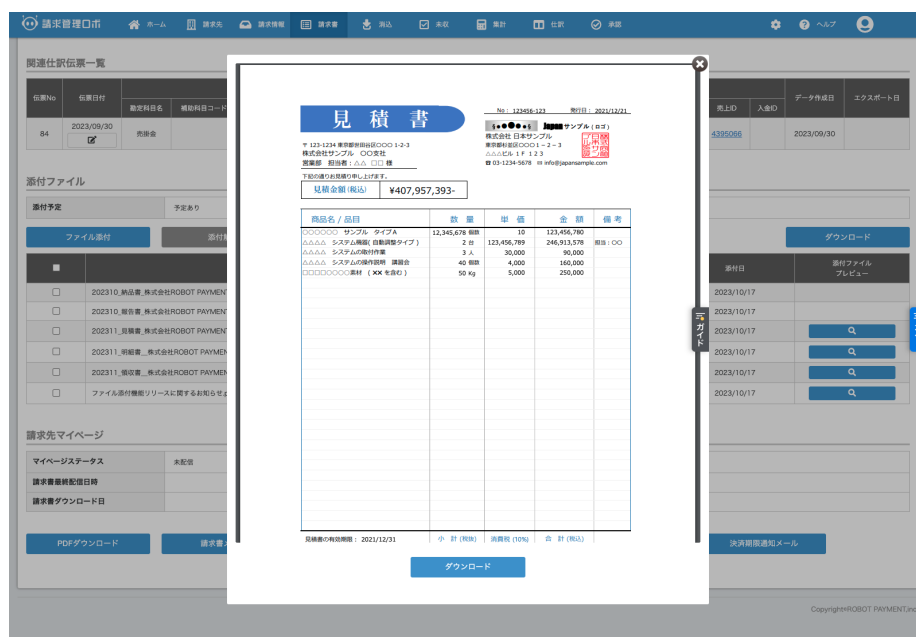 請求管理ロボ
ホーム
請求先
請求情報
請求書
消込
未収
集計
仕訳
承認
ヘルプ
関連仕訳伝票一覧
伝票No
伝票日付
勘定科目名
補助科目コード
売上ID
入金ID
データ作成日
エクスポート日
84
2023/09/30
売掛金
4395066
2023/09/30
添付ファイル
添付予定
予定あり
ファイル添付
ダウンロード
添付日
添付ファイル
プレビュー
202310_納品書_株式会社ROBOT PAYMEN
2023/10/17
202310_報告書_株式会社ROBOT PAYMEN
2023/10/17
202311_見積書_株式会社ROBOT PAYMEN
2023/10/17
202311_明細書__株式会社ROBOT PAYME
2023/10/17
202311_領収書__株式会社ROBOT PAYME
2023/10/17
ファイル添付機能リリースに関するお知らせ.p
2023/10/17
請求先マイページ
マイページステータス
未配信
請求書最終配信日時
請求書ダウンロード日
PDFダウンロード
請求書
決済期限通知メール
Copyright©ROBOT PAYMENT,inc
ガイド
見積書
No： 123456-123
発行日： 2021/12/21
Japan サンプル（ロゴ）
〒123-1234 東京都世田谷区〇〇〇 1-2-3
株式会社サンプル 〇〇支社
営業部 担当者：△△ □□ 様
株式会社 日本サンプル
東京都杉並区〇〇〇１－２－３
△△△ビル １Ｆ １２３
☎ 03-1234-5678 ✉ info@japansample.com
下記の通りお見積り申し上げます。
見積金額(税込) ¥407,957,393-
商品名 / 品目 数 量 単 価 金 額 備 考
〇〇〇〇〇〇 サンプル タイプＡ 12,345,678 個数 10 123,456,780
△△△△ システム機器( 自動調整タイプ ) 2 台 123,456,789 246,913,578 担当：〇〇
△△△△ システムの取付作業 3 人 30,000 90,000
△△△△ システムの操作説明 講習会 40 個数 4,000 160,000
□□□□〇〇〇〇素材 （ ✕✕ を含む ） 50 Kg 5,000 250,000
見積書の有効期限： 2021/12/31 小 計 (税抜) 消費税 (10%) 合 計 (税込)
ダウンロード